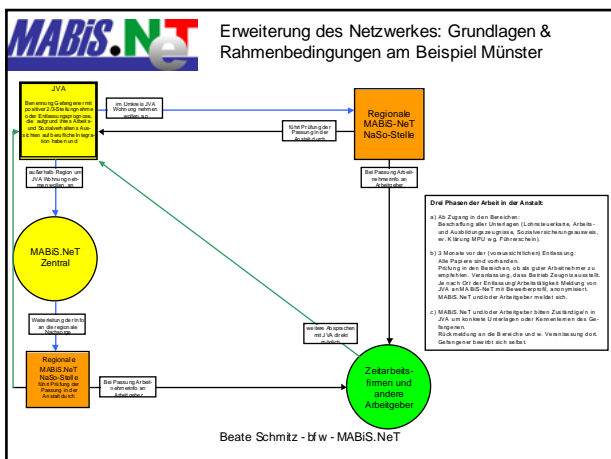 MABiS.NeT
Erweiterung des Netzwerkes: Grundlagen &
Rahmenbedingungen am Beispiel Münster
JVA
Benennung Gefangener mit
positiver 2/3-Stellungnahme
oder Entlassungsprognose,
die aufgrund ihres Arbeits-
und Sozialverhaltens Aus-
sichten auf berufliche Integra-
tion haben und
im Umkreis JVA
Wohnung nehmen
wollen, an
führt Prüfung der
Passung in der
Anstalt durch
Regionale
MABiS-NeT
NaSo-Stelle
außerhalb Region um
JVA Wohnung neh-
men wollen, an
Bei Passung Arbeit-
nehmerinfo an
Arbeitgeber
MABiS.NeT
Zentral
Drei Phasen der Arbeit in der Anstalt:
a) Ab Zugang in den Bereichen:
Beschaffung aller Unterlagen (Lohnsteuerkarte, Arbeits-
und Ausbildungszeugnisse, Sozialversicherungsausweis,
ev. Klärung MPU wg. Führerschein).
b) 3 Monate vor der (voraussichtlichen) Entlassung:
Alle Papiere sind vorhanden.
Prüfung in den Bereichen, ob als guter Arbeitnehmer zu
empfehlen. Veranlassung, dass Betrieb Zeugnis ausstellt.
Je nach Ort der Entlassung/Arbeitstätigkeit Meldung von
JVA an MABiS-NeT mit Bewerberprofil, anonymisiert.
MABiS.NeT und/oder Arbeitgeber meldet sich.
c) MABiS.NeT und/oder Arbeitgeber bitten Zuständige/n in
JVA um konkrete Unterlagen oder Kennenlernen des Ge-
fangenen.
Rückmeldung an die Bereiche und w. Veranlassung dort.
Gefangener bewirbt sich selbst.
Weiterleitung der Info
an die regionale
Nachsorge
weitere Absprachen
mit JVA direkt
möglich
Regionale
MABiS.NeT
NaSo-Stelle
führt Prüfung der
Passung in der
Anstalt durch
Bei Passung Arbeit-
nehmerinfo an
Arbeitgeber
Zeitarbeits-
firmen und
andere
Arbeitgeber
Beate Schmitz - bfw - MABiS.NeT